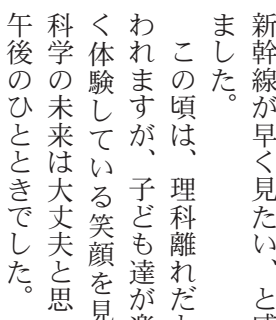 新幹線が早く見たい、と感
ました。
この頃は、理科離れだ
われますが、子ども達が楽
く体験している笑顔を見
科学の未来は大丈夫と思
午後のひとときでした。